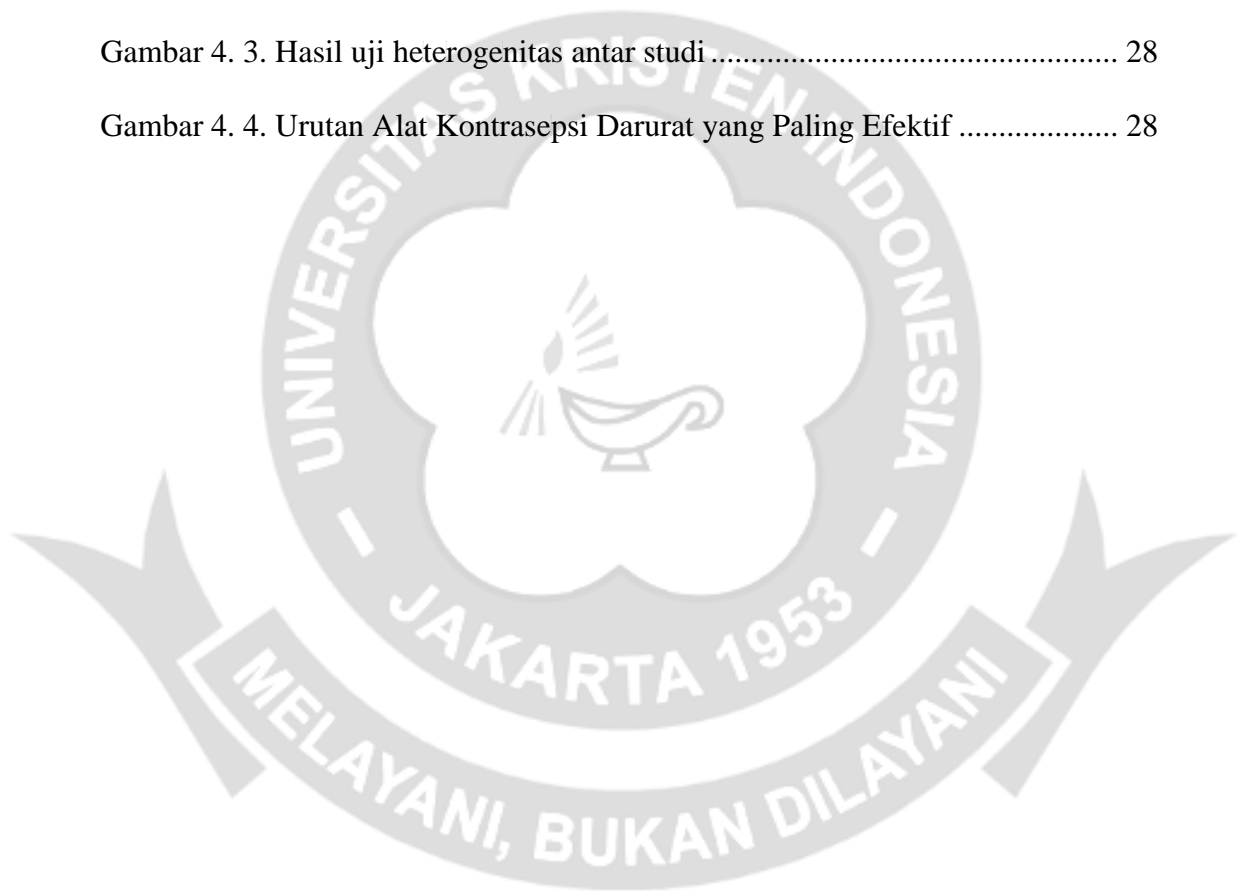 Gambar 4. 3. Hasil uji heterogenitas antar studi .................................................... 28
Gambar 4. 4. Urutan Alat Kontrasepsi Darurat yang Paling Efektif .................... 28
UNIVERSITAS KRISTEN INDONESIA
- JAKARTA 1953 -
MELAYANI, BUKAN DILAYANI